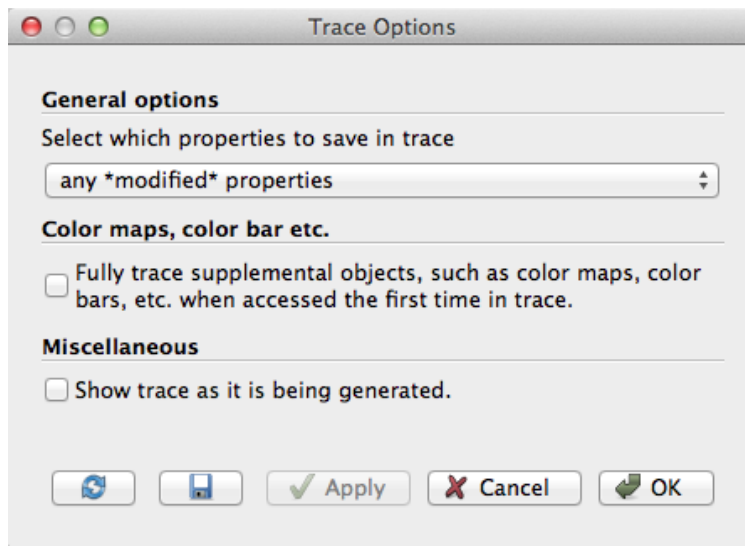 Trace Options
General options
Select which properties to save in trace
any *modified* properties
Color maps, color bar etc.
Fully trace supplemental objects, such as color maps, color
bars, etc. when accessed the first time in trace.
Miscellaneous
Show trace as it is being generated.
Apply Cancel OK